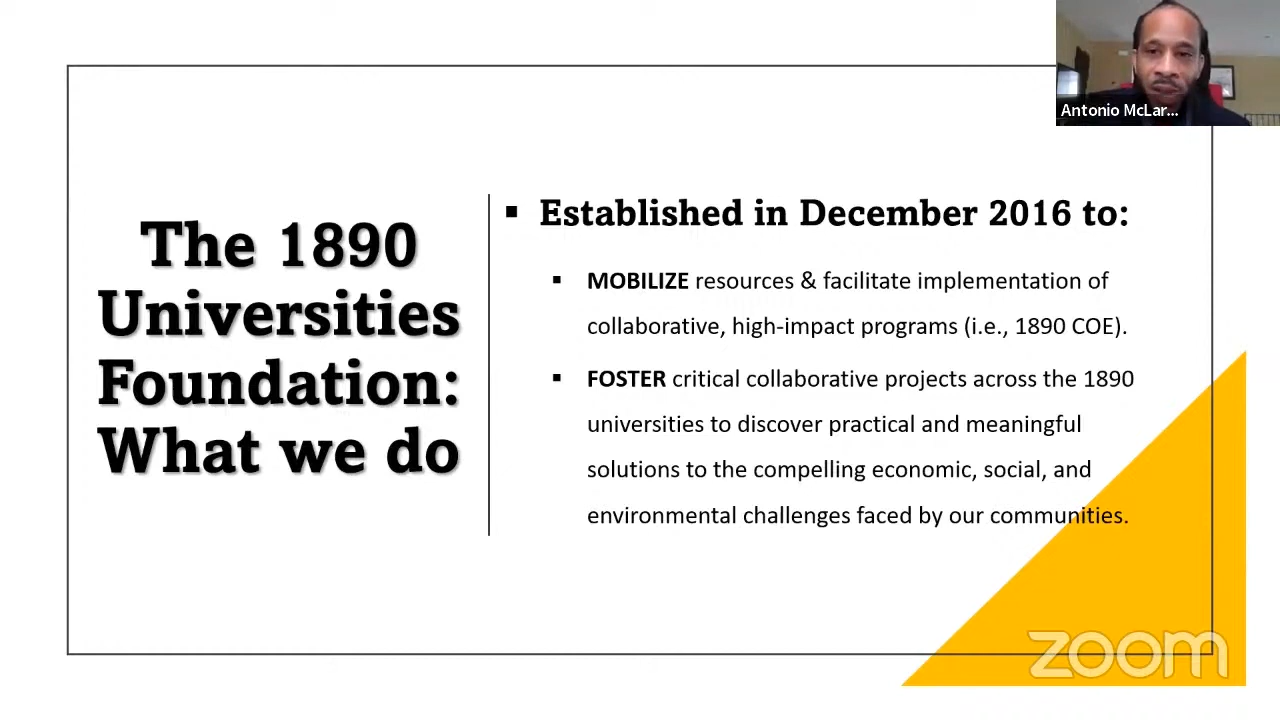 Antonio McLar...
The 1890
Universities
Foundation:
What we do
▪ Established in December 2016 to:
▪ MOBILIZE resources & facilitate implementation of
collaborative, high-impact programs (i.e., 1890 COE).
▪ FOSTER critical collaborative projects across the 1890
universities to discover practical and meaningful
solutions to the compelling economic, social, and
environmental challenges faced by our communities.
zoom